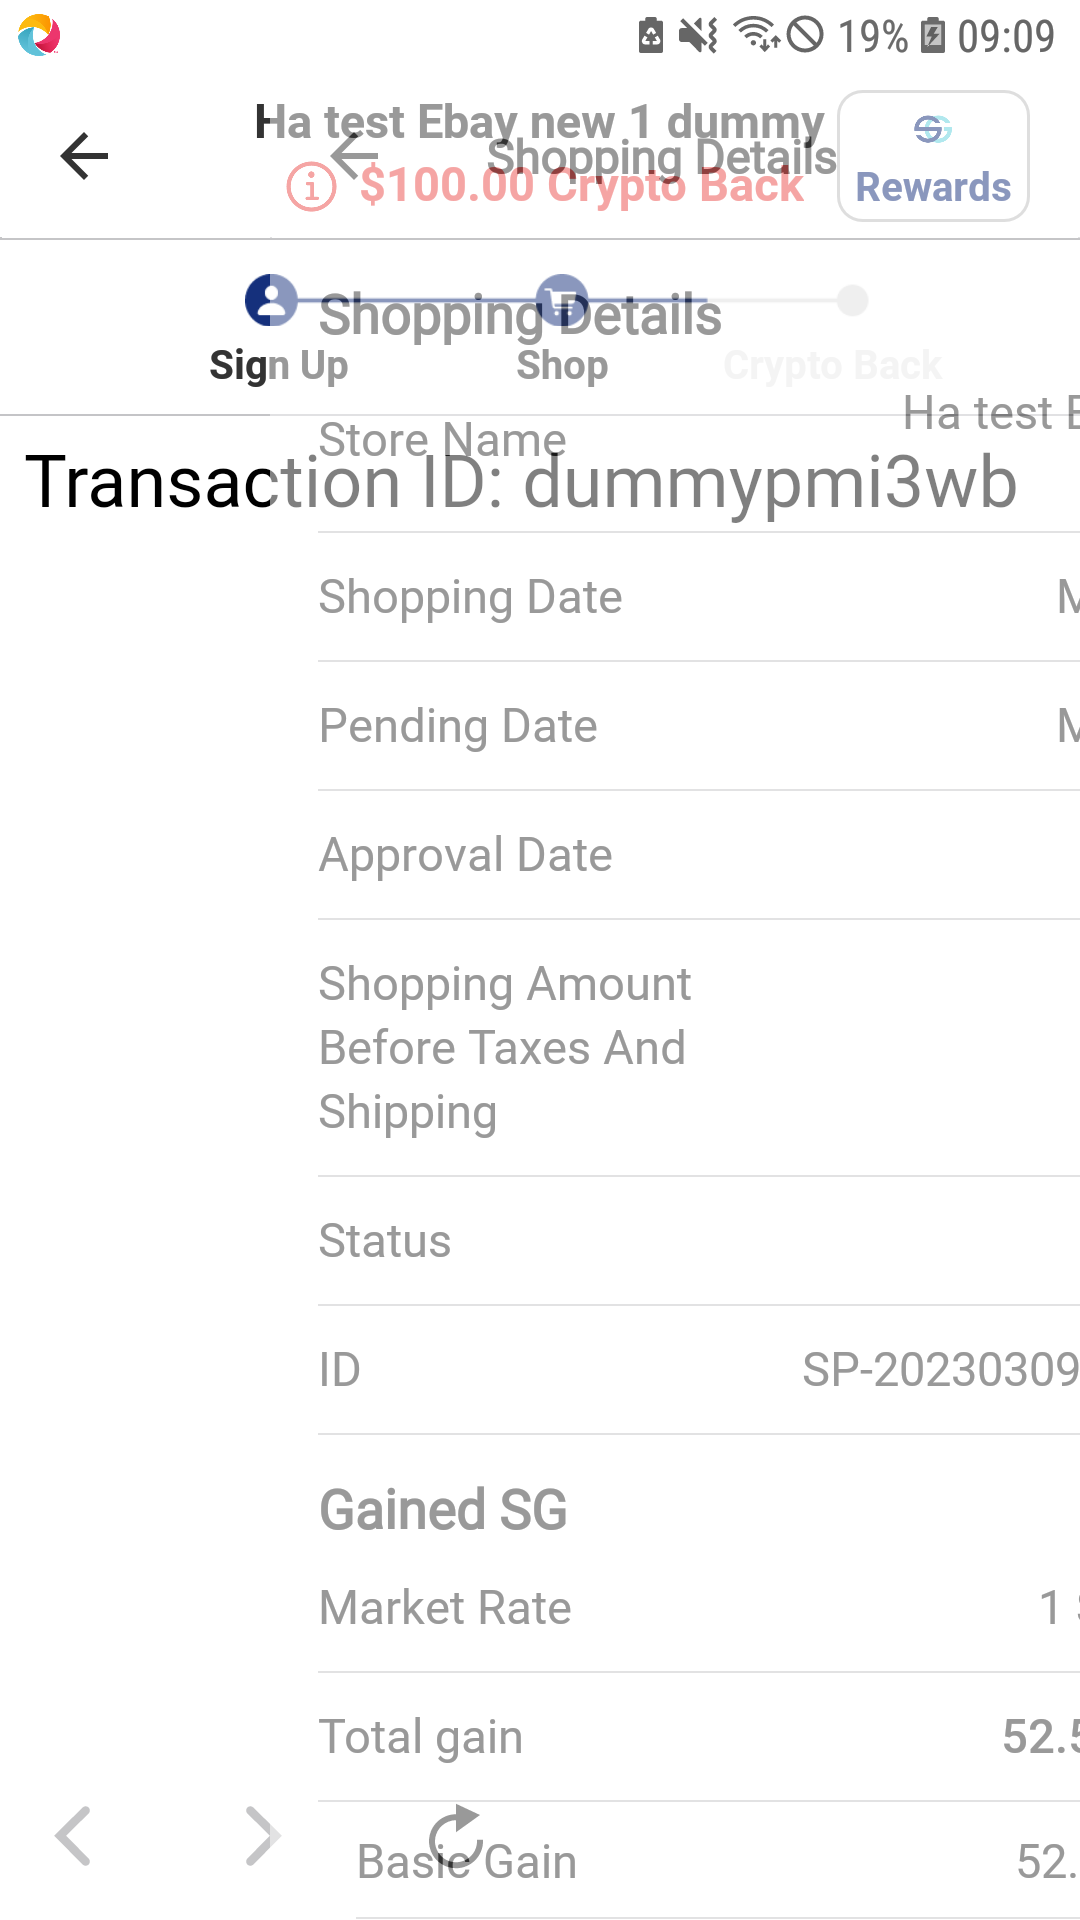 19% 09:09
Ha test Ebay new 1 dummy
Shopping Details
$100.00 Crypto Back
Rewards
Shopping Details
Sign Up
Shop
Crypto Back
Store Name
Ha test
Transaction ID: dummypmi3wb
Shopping Date
Pending Date
Approval Date
Shopping Amount
Before Taxes And
Shipping
Status
ID
SP-20230309
Gained SG
Market Rate
1
Total gain
52.5
Basic Gain
52.